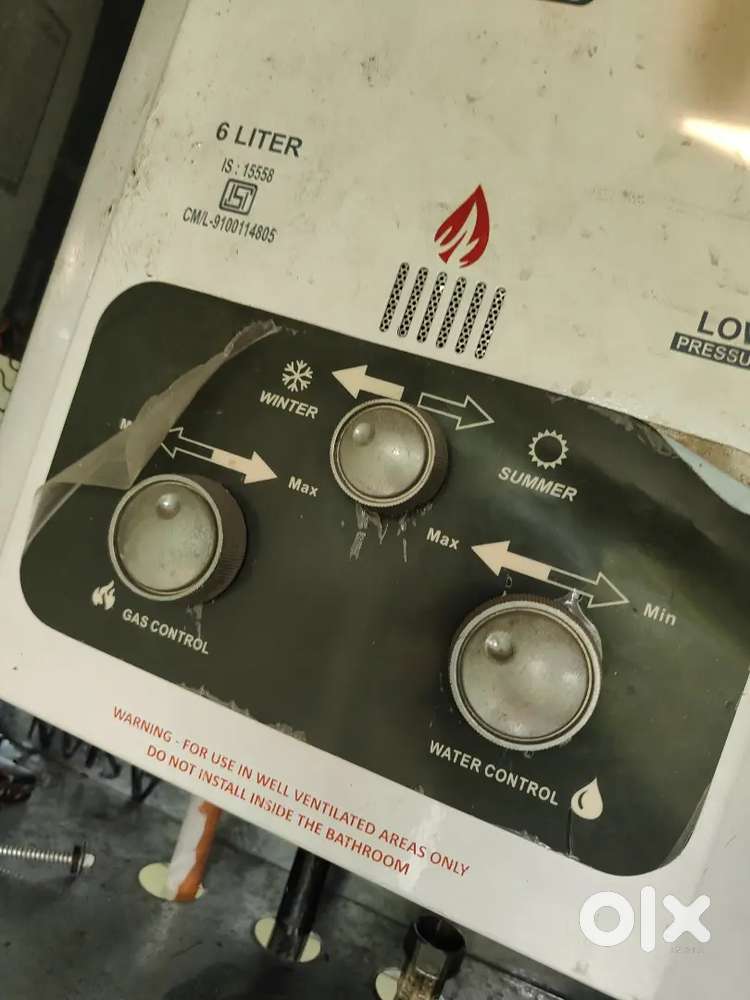 6 LITER
IS : 15558
ISI
CM/L-9100114805
LOW
PRESSU
WINTER
SUMMER
Max
Max
Min
GAS CONTROL
WATER CONTROL
WARNING - FOR USE IN WELL VENTILATED AREAS ONLY
DO NOT INSTALL INSIDE THE BATHROOM
olx